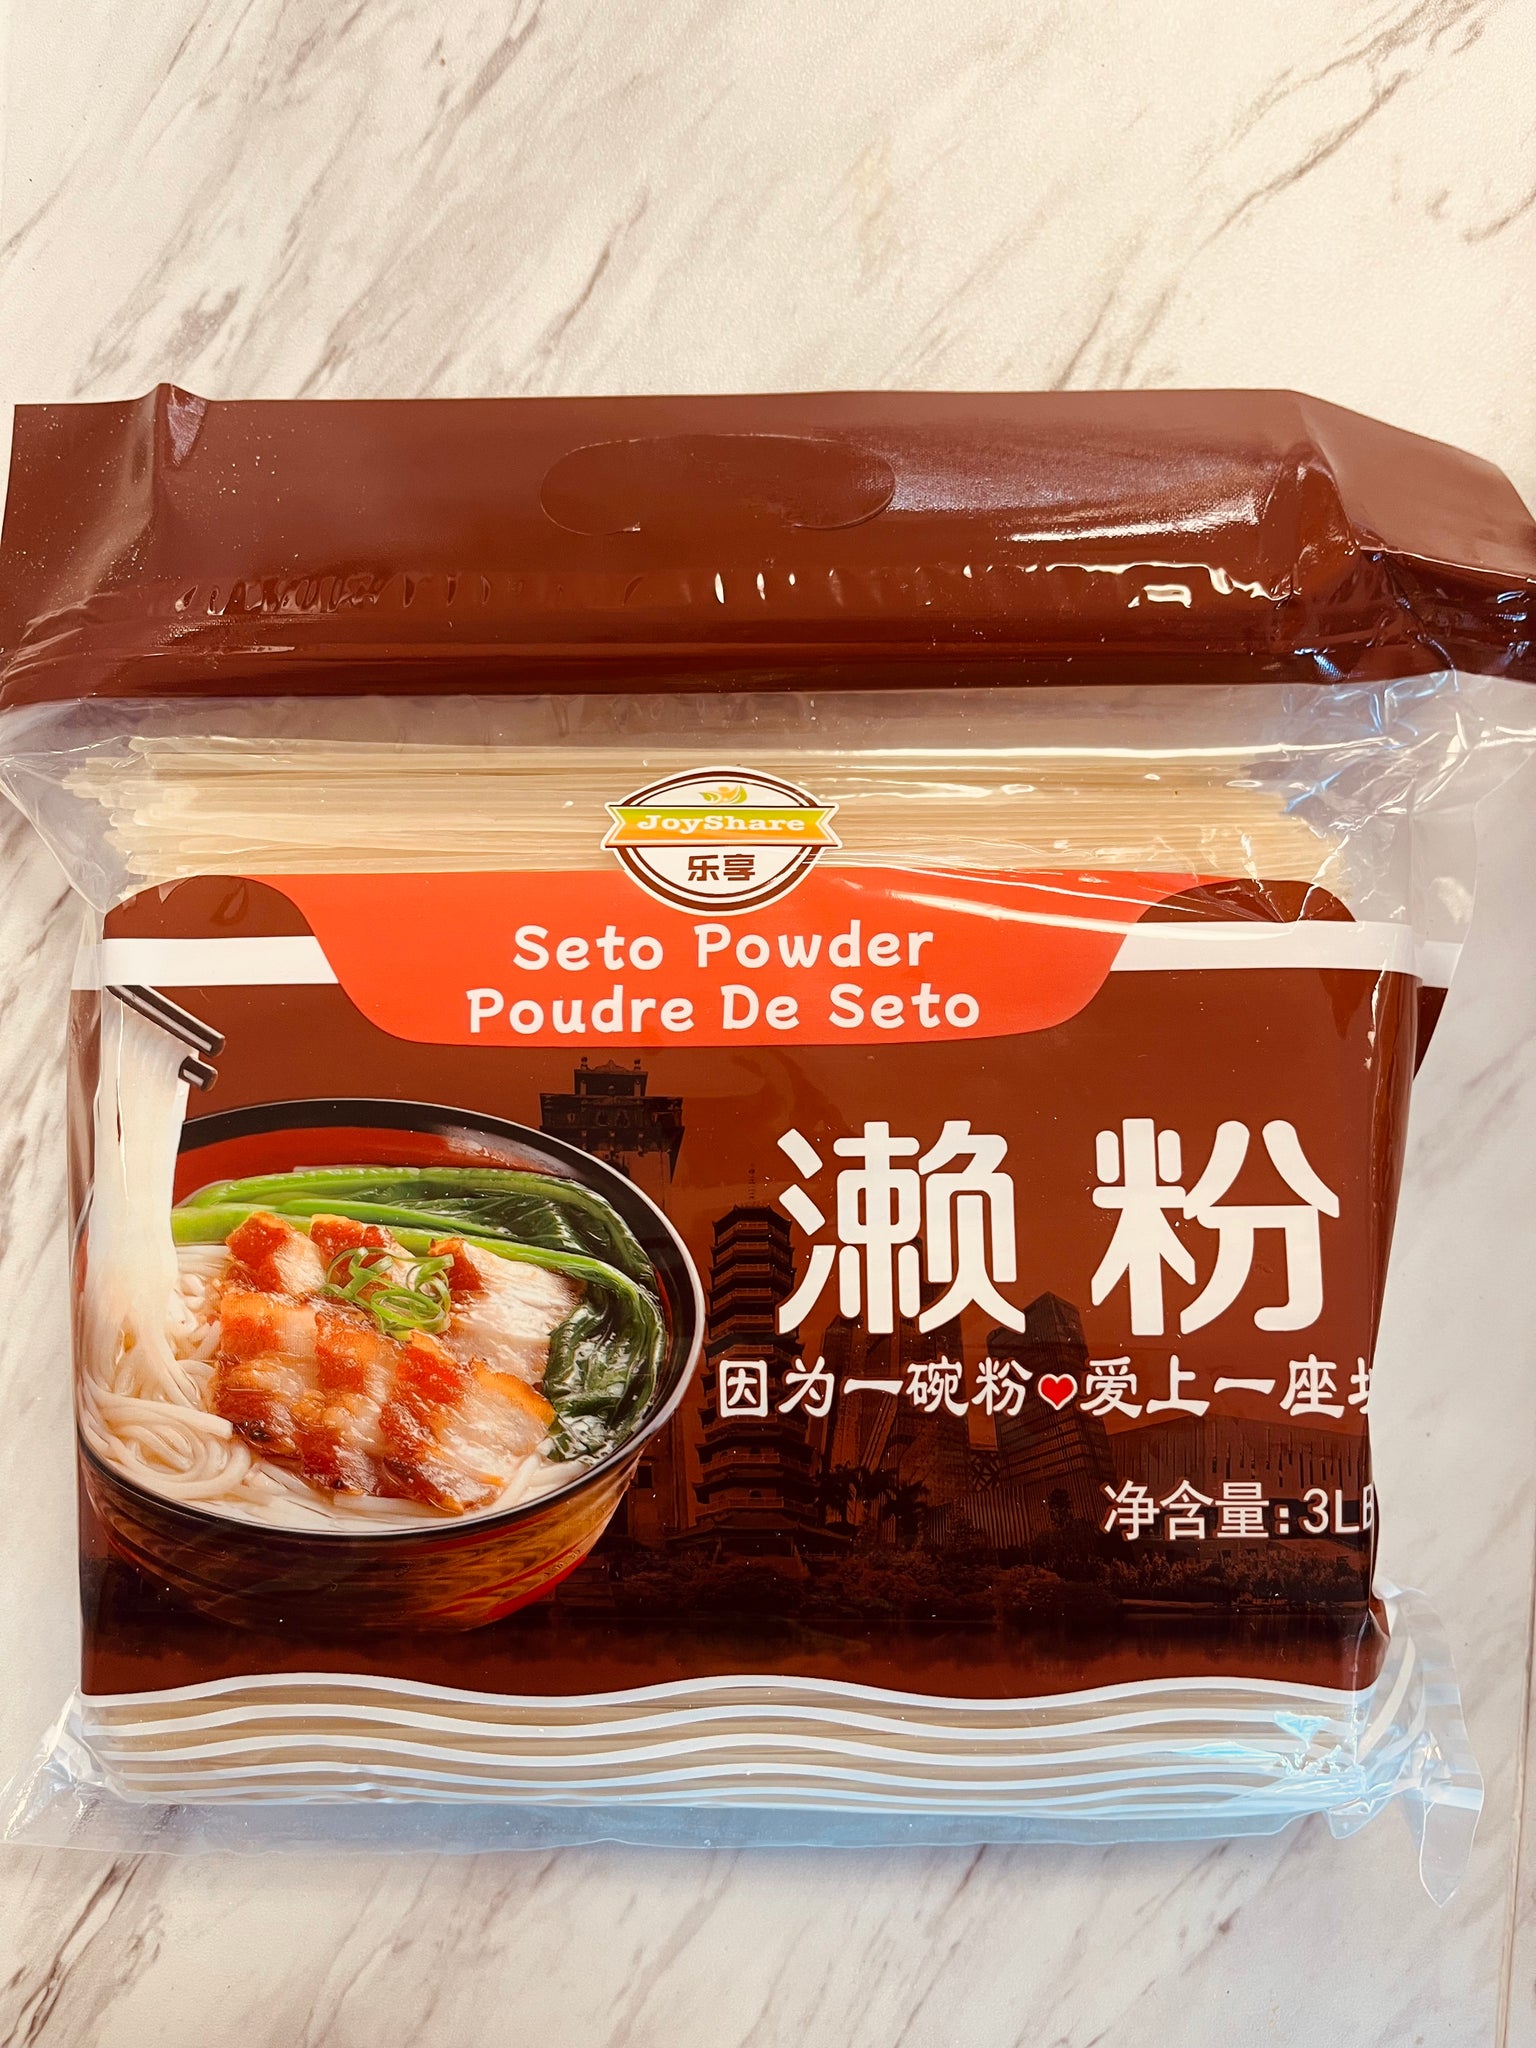 JoyShare
乐享
Seto Powder
Poudre De Seto
濑粉
因为一碗粉爱上一座
净含量:3L